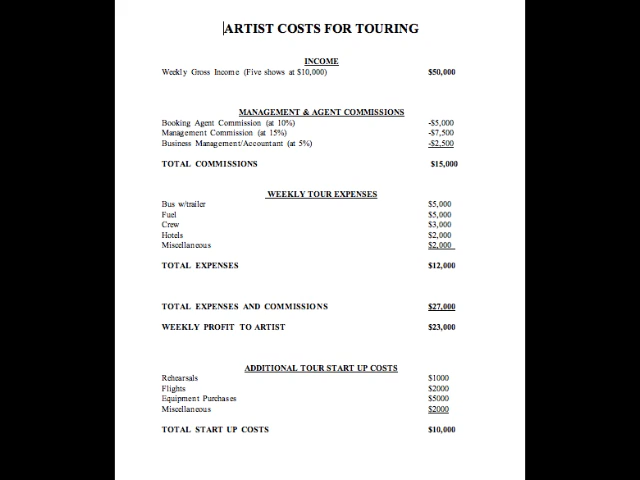 ARTIST COSTS FOR TOURING
INCOME
Weekly Gross Income (Five shows at $10,000) $50,000
MANAGEMENT & AGENT COMMISSIONS
Booking Agent Commission (at 10%) -$5,000
Management Commission (at 15%) -$7,500
Business Management/Accountant (at 5%) -$2,500
TOTAL COMMISSIONS $15,000
WEEKLY TOUR EXPENSES
Bus w/trailer $5,000
Fuel $5,000
Crew $3,000
Hotels $2,000
Miscellaneous $2,000
TOTAL EXPENSES $12,000
TOTAL EXPENSES AND COMMISSIONS $27,000
WEEKLY PROFIT TO ARTIST $23,000
ADDITIONAL TOUR START UP COSTS
Rehearsals $1000
Flights $2000
Equipment Purchases $5000
Miscellaneous $2000
TOTAL START UP COSTS $10,000